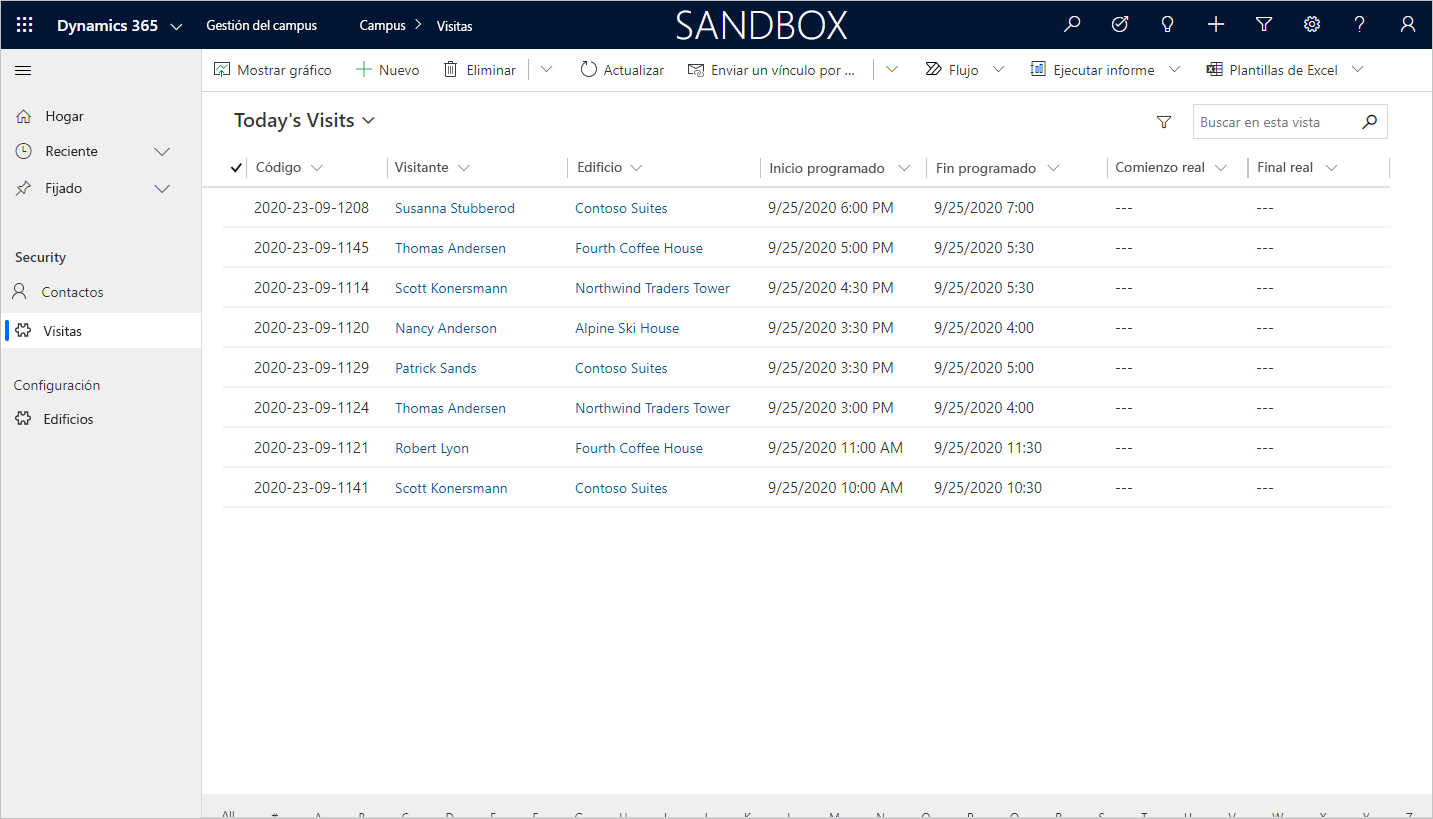 Dynamics 365 Gestión del campus Campus Visitas SANDBOX
Mostrar gráfico Nuevo Eliminar Actualizar Enviar un vínculo por ... Flujo Ejecutar informe Plantillas de Excel
Hogar
Reciente
Fijado
Security
Contactos
Visitas
Configuración
Edificios
Today's Visits Buscar en esta vista
Código Visitante Edificio Inicio programado Fin programado Comienzo real Final real
2020-23-09-1208 Susanna Stubberod Contoso Suites 9/25/2020 6:00 PM 9/25/2020 7:00 --- ---
2020-23-09-1145 Thomas Andersen Fourth Coffee House 9/25/2020 5:00 PM 9/25/2020 5:30 --- ---
2020-23-09-1114 Scott Konersmann Northwind Traders Tower 9/25/2020 4:30 PM 9/25/2020 5:30 --- ---
2020-23-09-1120 Nancy Anderson Alpine Ski House 9/25/2020 3:30 PM 9/25/2020 4:00 --- ---
2020-23-09-1129 Patrick Sands Contoso Suites 9/25/2020 3:30 PM 9/25/2020 5:00 --- ---
2020-23-09-1124 Thomas Andersen Northwind Traders Tower 9/25/2020 3:00 PM 9/25/2020 4:00 --- ---
2020-23-09-1121 Robert Lyon Fourth Coffee House 9/25/2020 11:00 AM 9/25/2020 11:30 --- ---
2020-23-09-1141 Scott Konersmann Contoso Suites 9/25/2020 10:00 AM 9/25/2020 10:30 --- ---